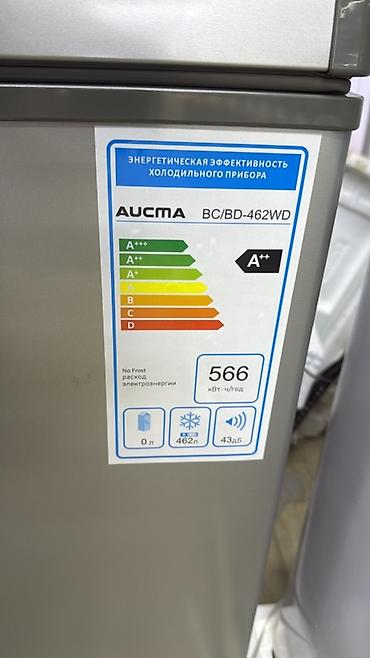 ЭНЕРГЕТИЧЕСКАЯ ЭФФЕКТИВНОСТЬ
ХОЛОДИЛЬНОГО ПРИБОРА
AUCMA BC/BD-462WD
A+++
A++
A+
A
B
C
D
A++
No Frost
расход
электроэнергии
566
кВт·ч/год
0 л
462л
43дб